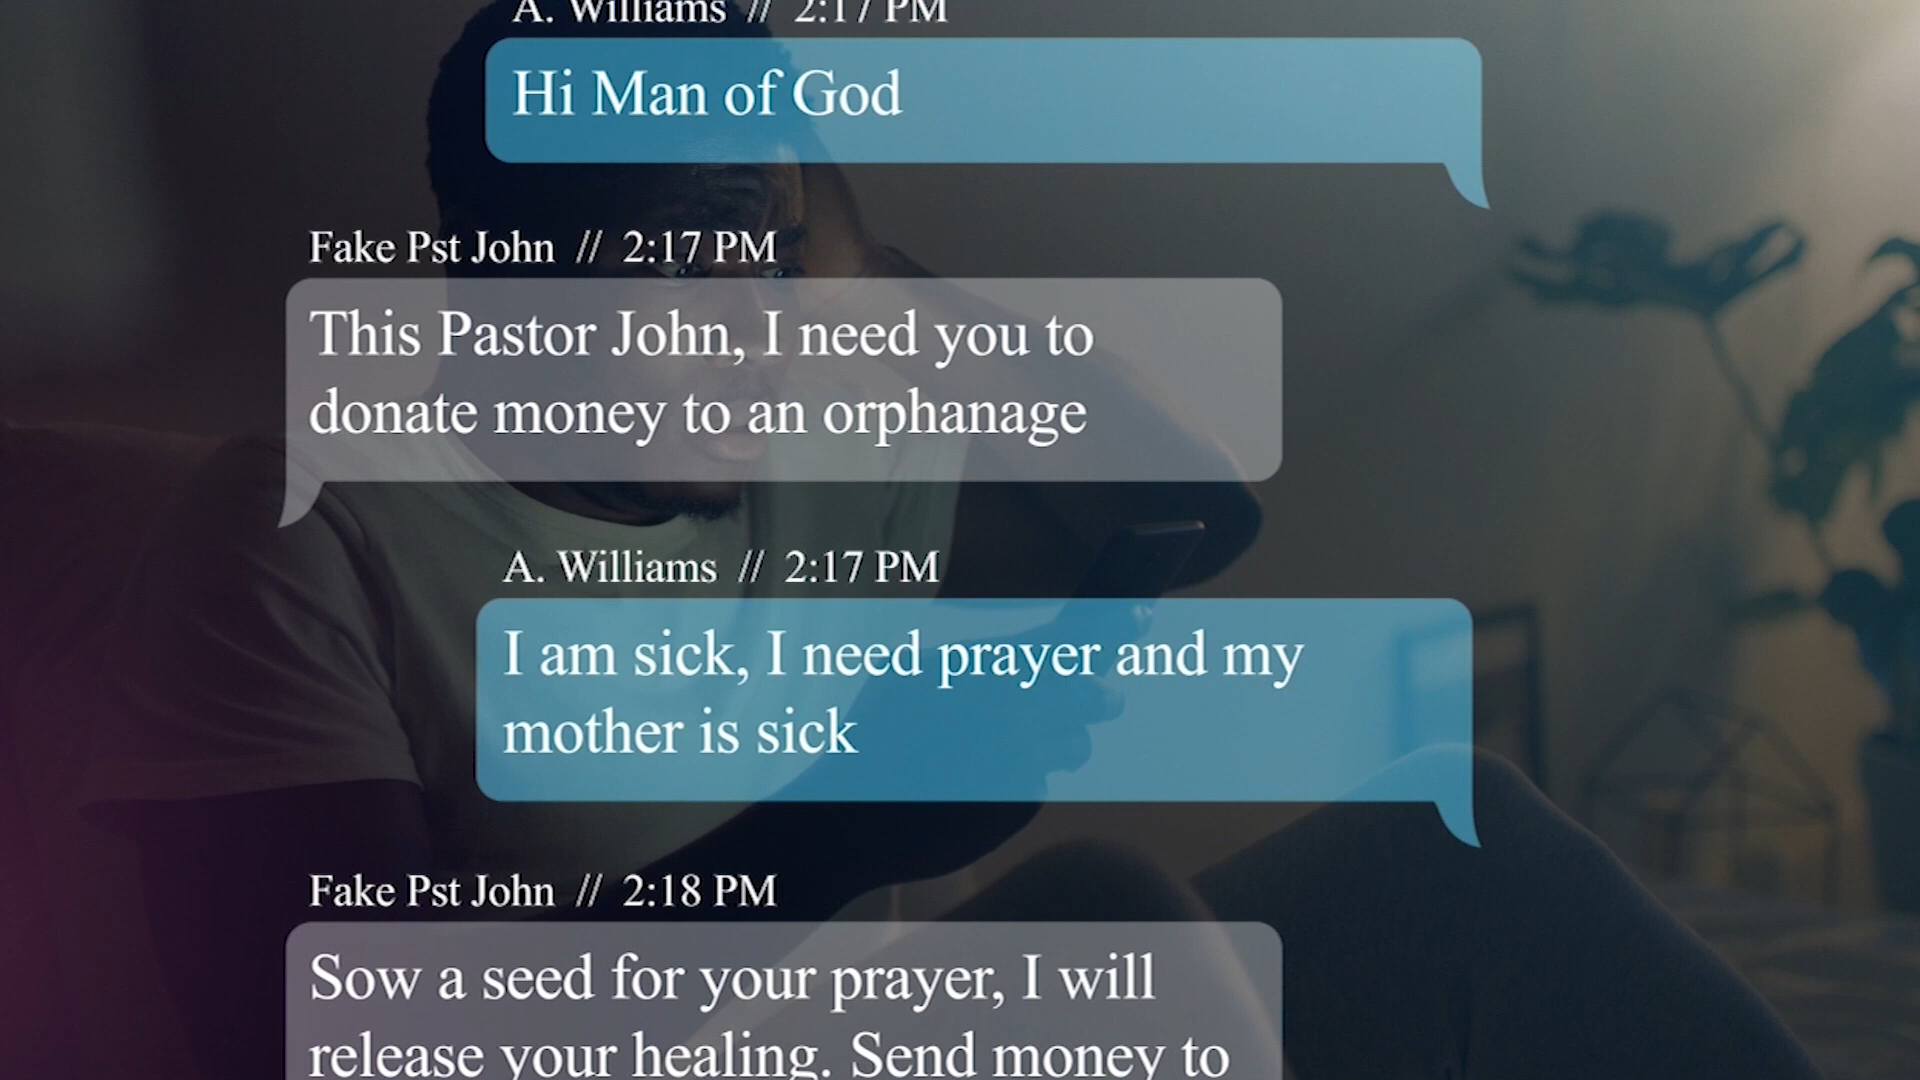 A. Williams // 2:17 PM
Hi Man of God
Fake Pst John // 2:17 PM
This Pastor John, I need you to
donate money to an orphanage
A. Williams // 2:17 PM
I am sick, I need prayer and my
mother is sick
Fake Pst John // 2:18 PM
Sow a seed for your prayer, I will
release your healing. Send money to